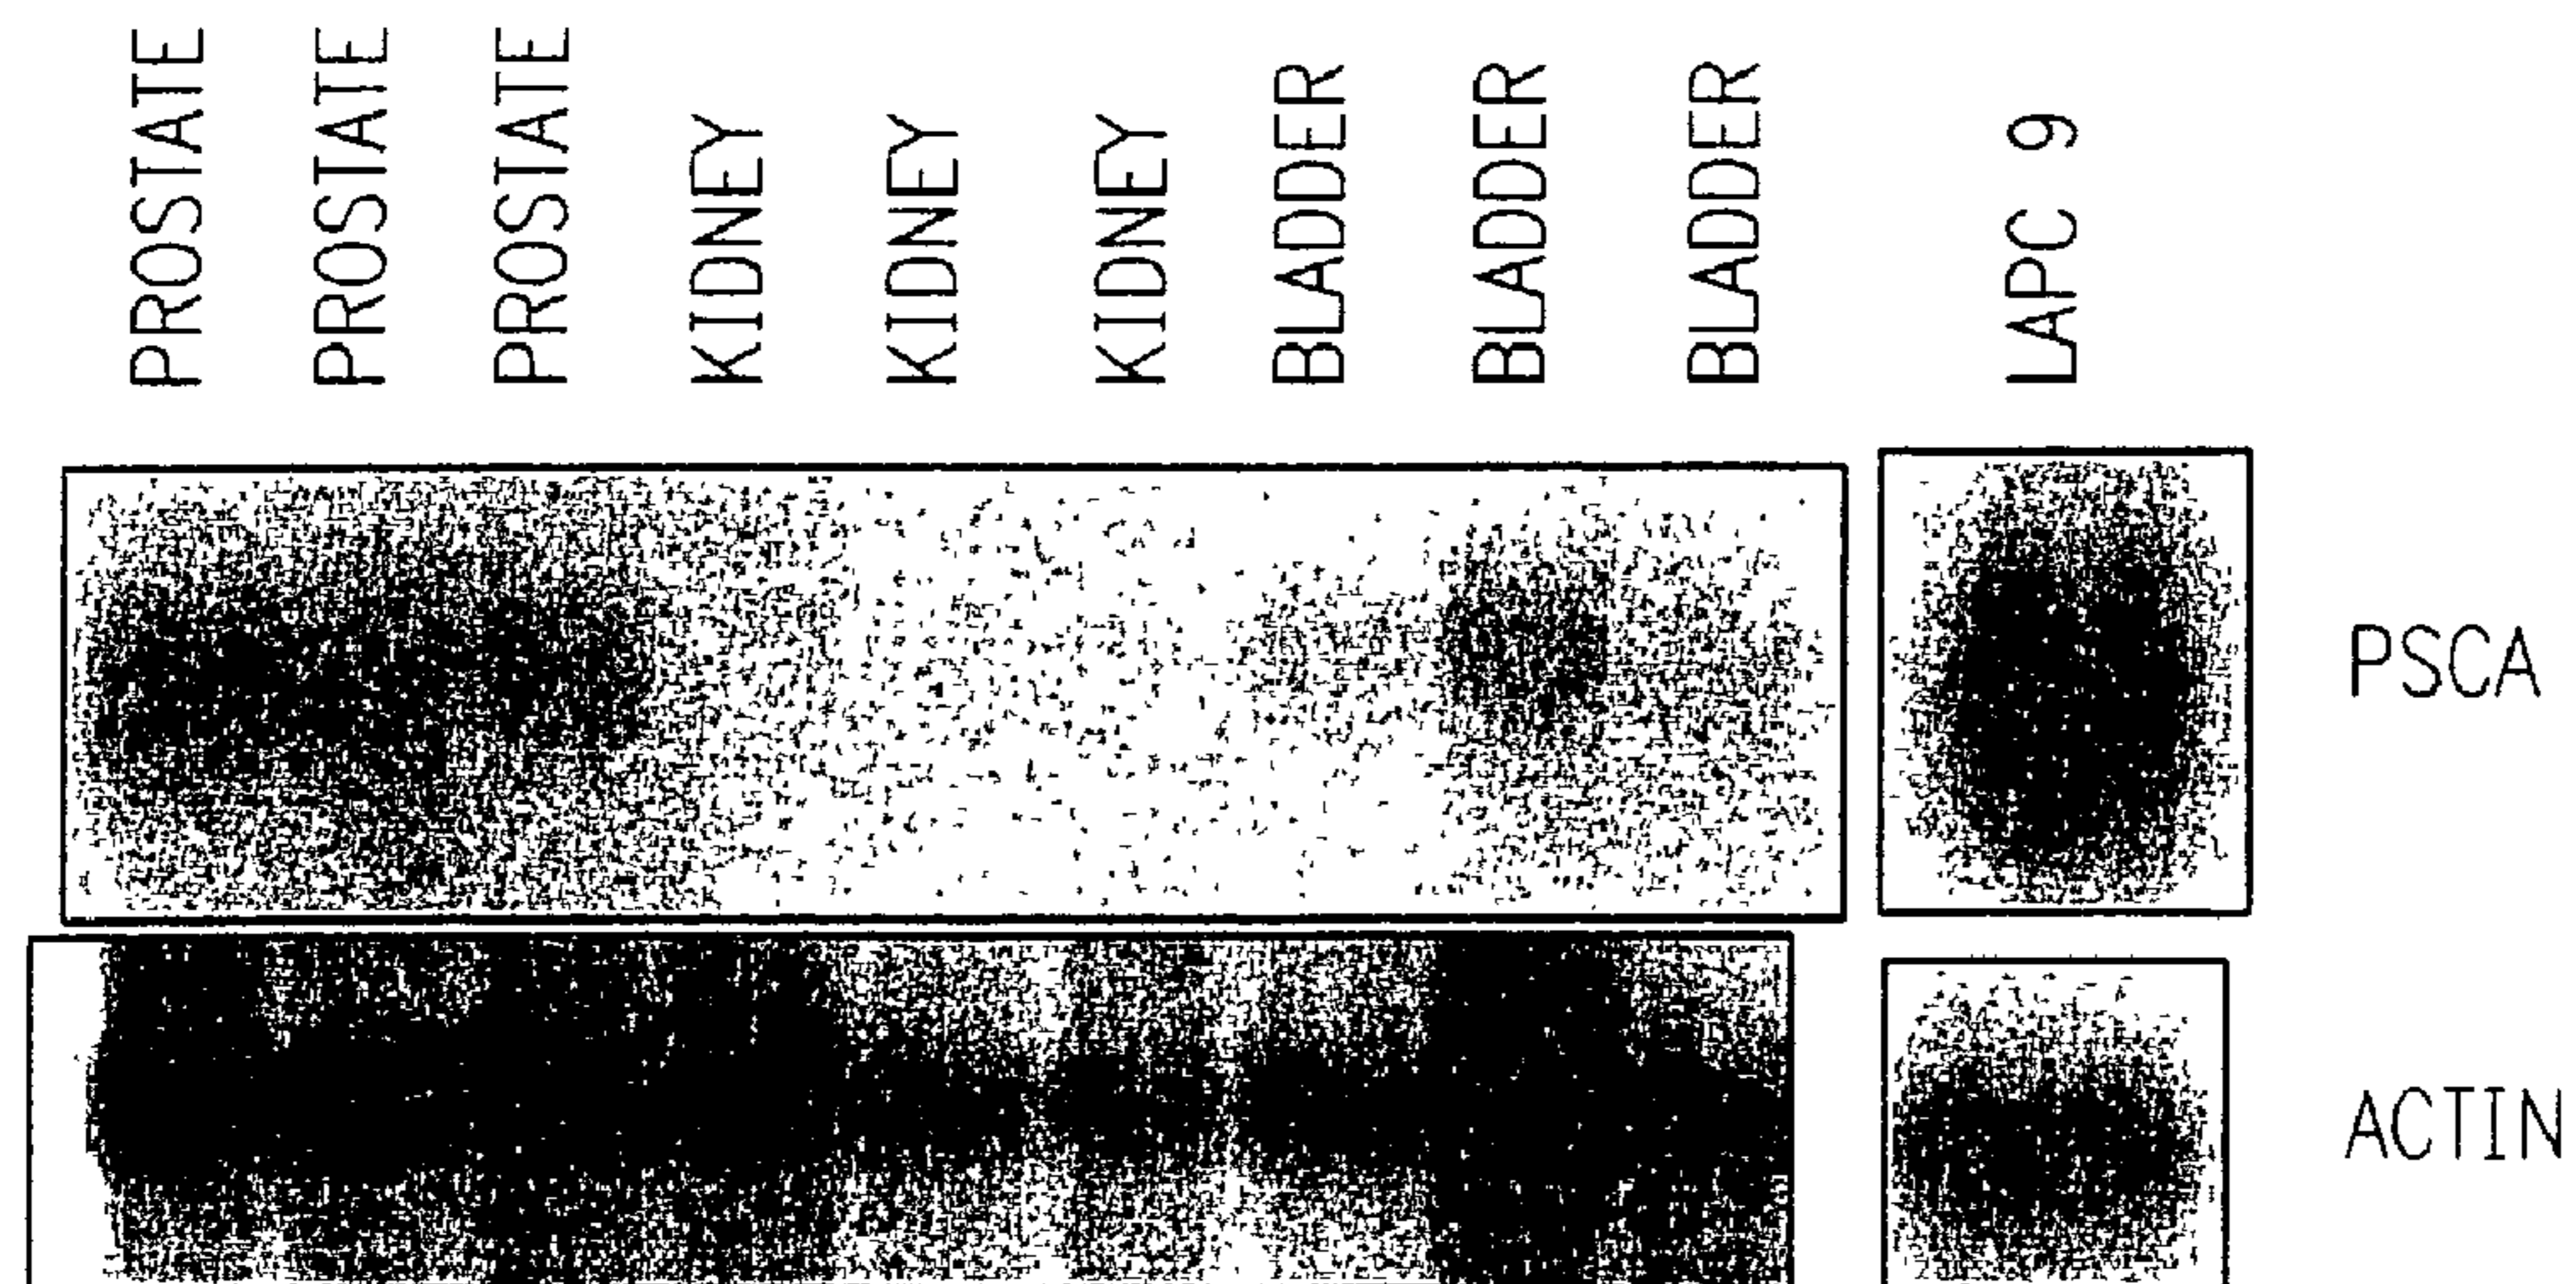 PROSTATE
PROSTATE
PROSTATE
KIDNEY
KIDNEY
KIDNEY
BLADDER
BLADDER
BLADDER
LAPC 9
PSCA
ACTIN